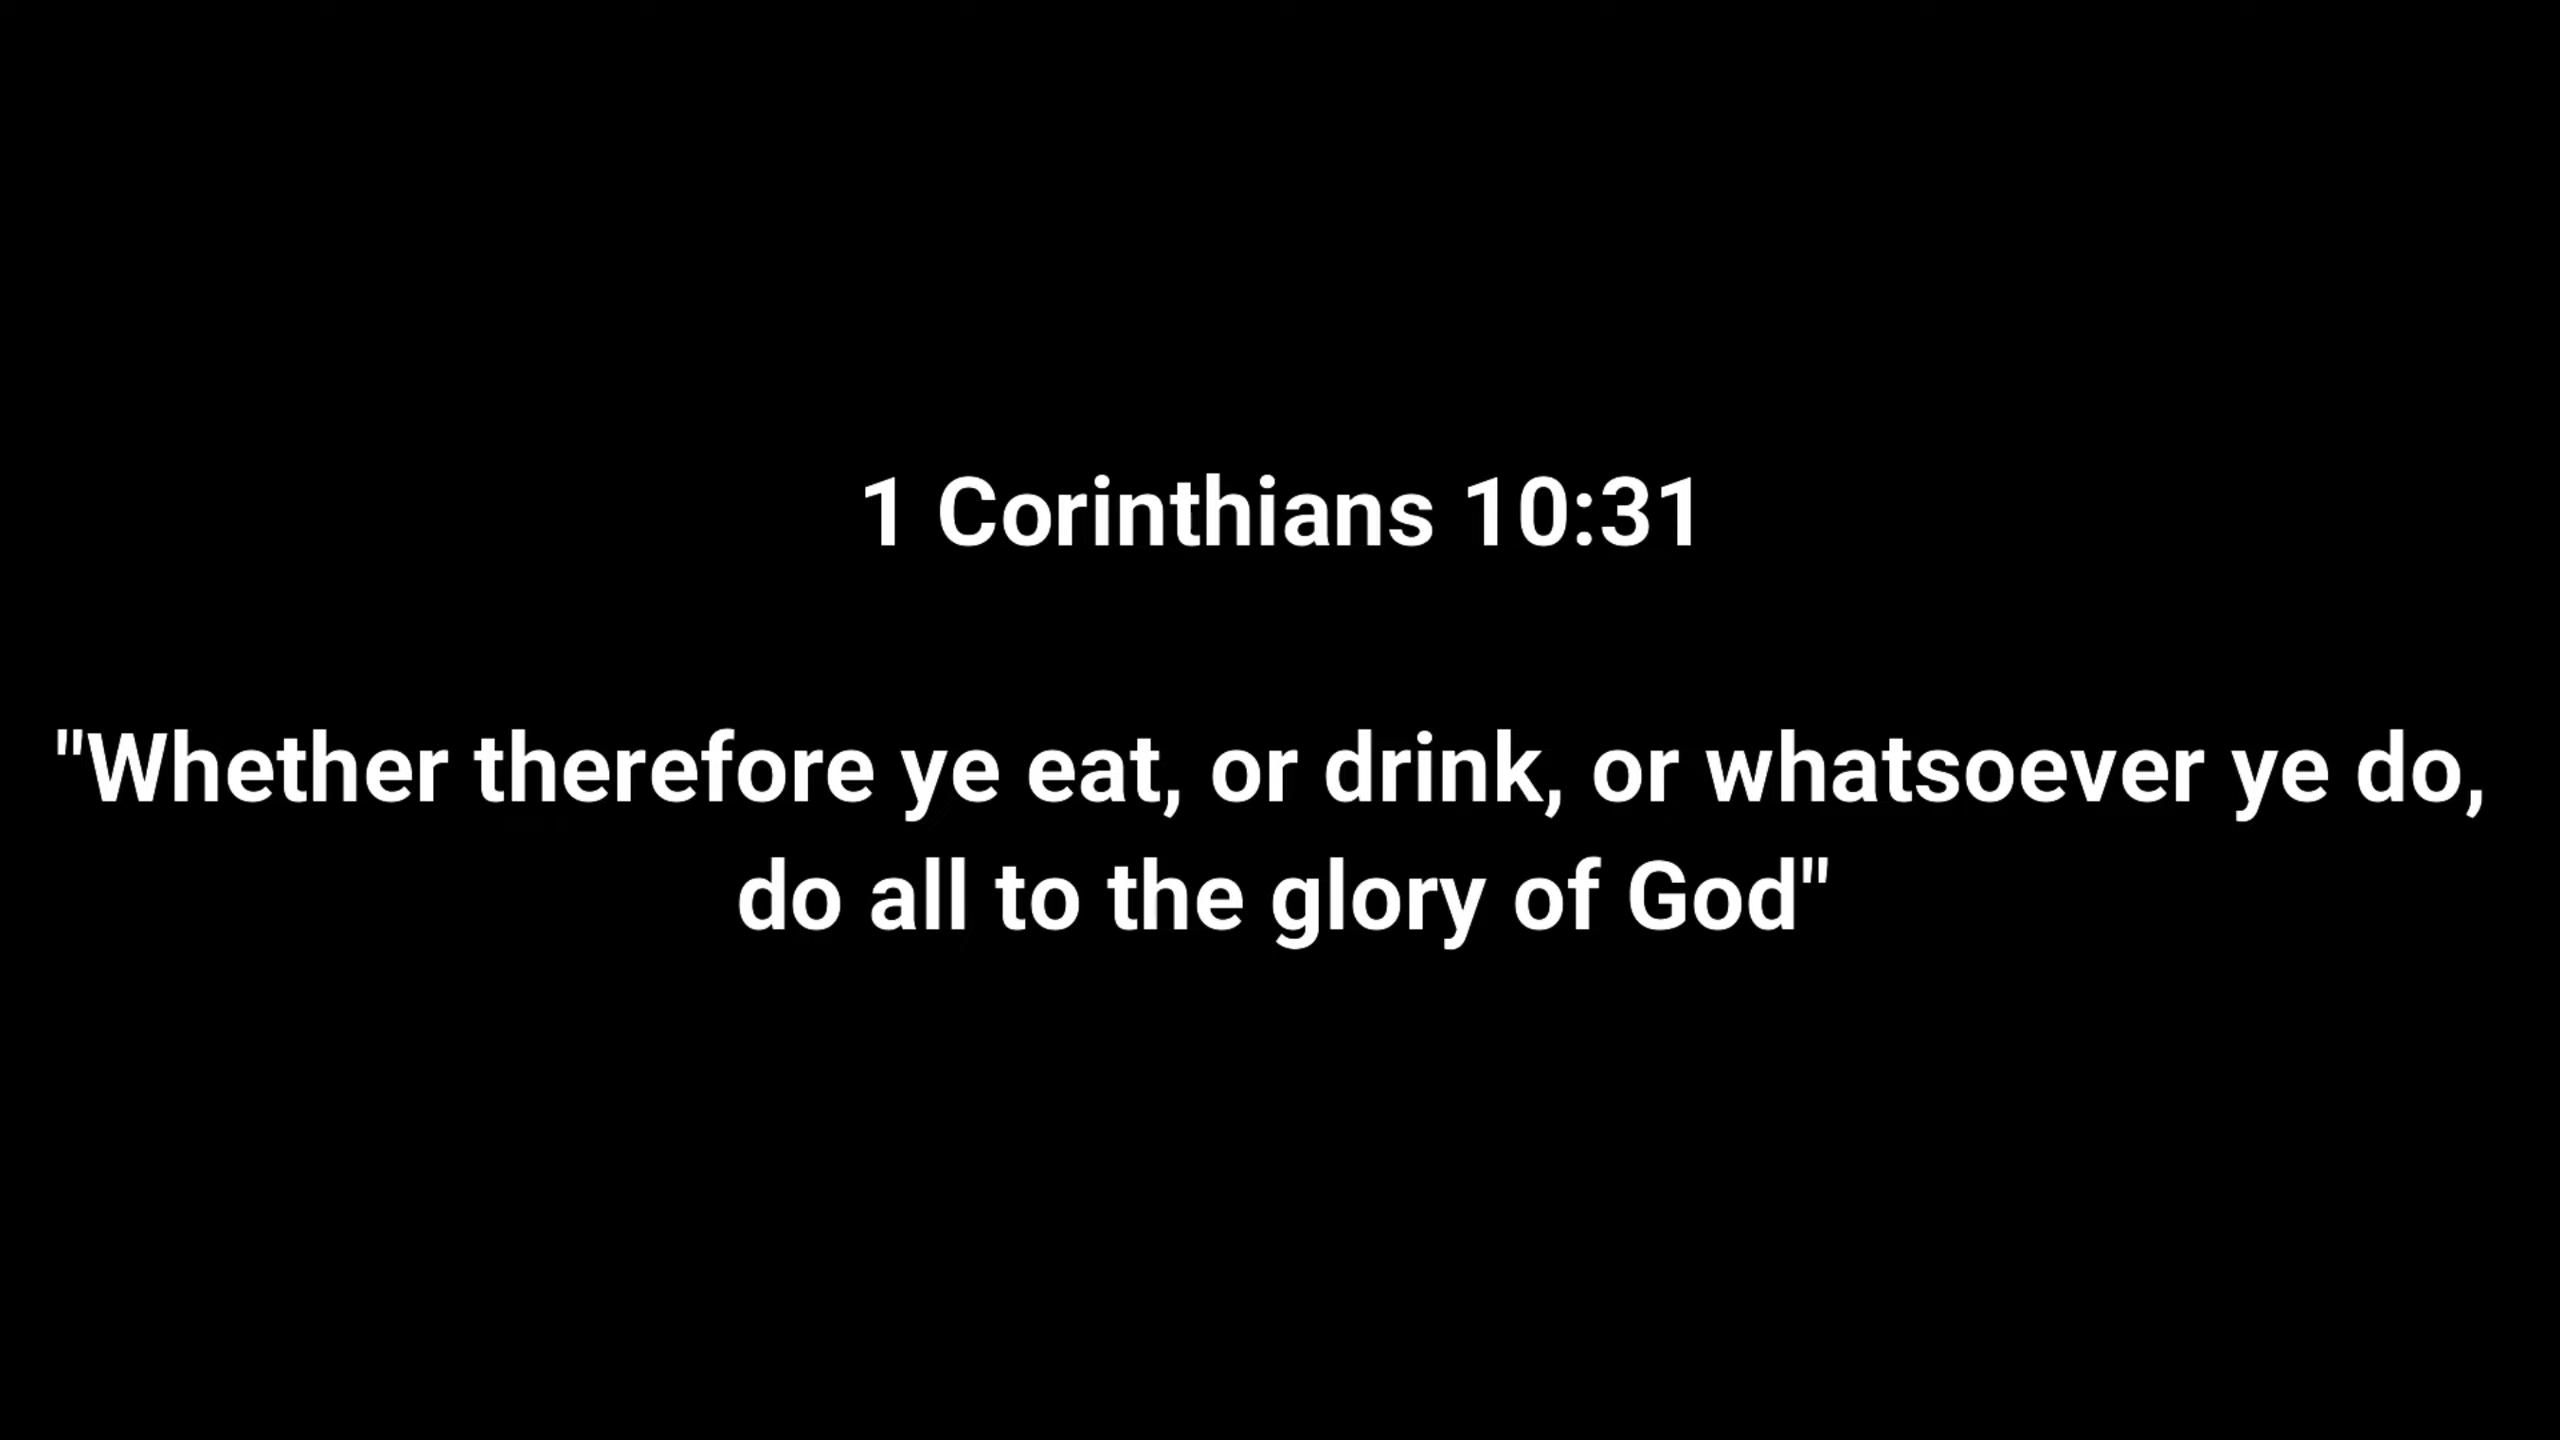 1 Corinthians 10:31
"Whether therefore ye eat, or drink, or whatsoever ye do,
do all to the glory of God"